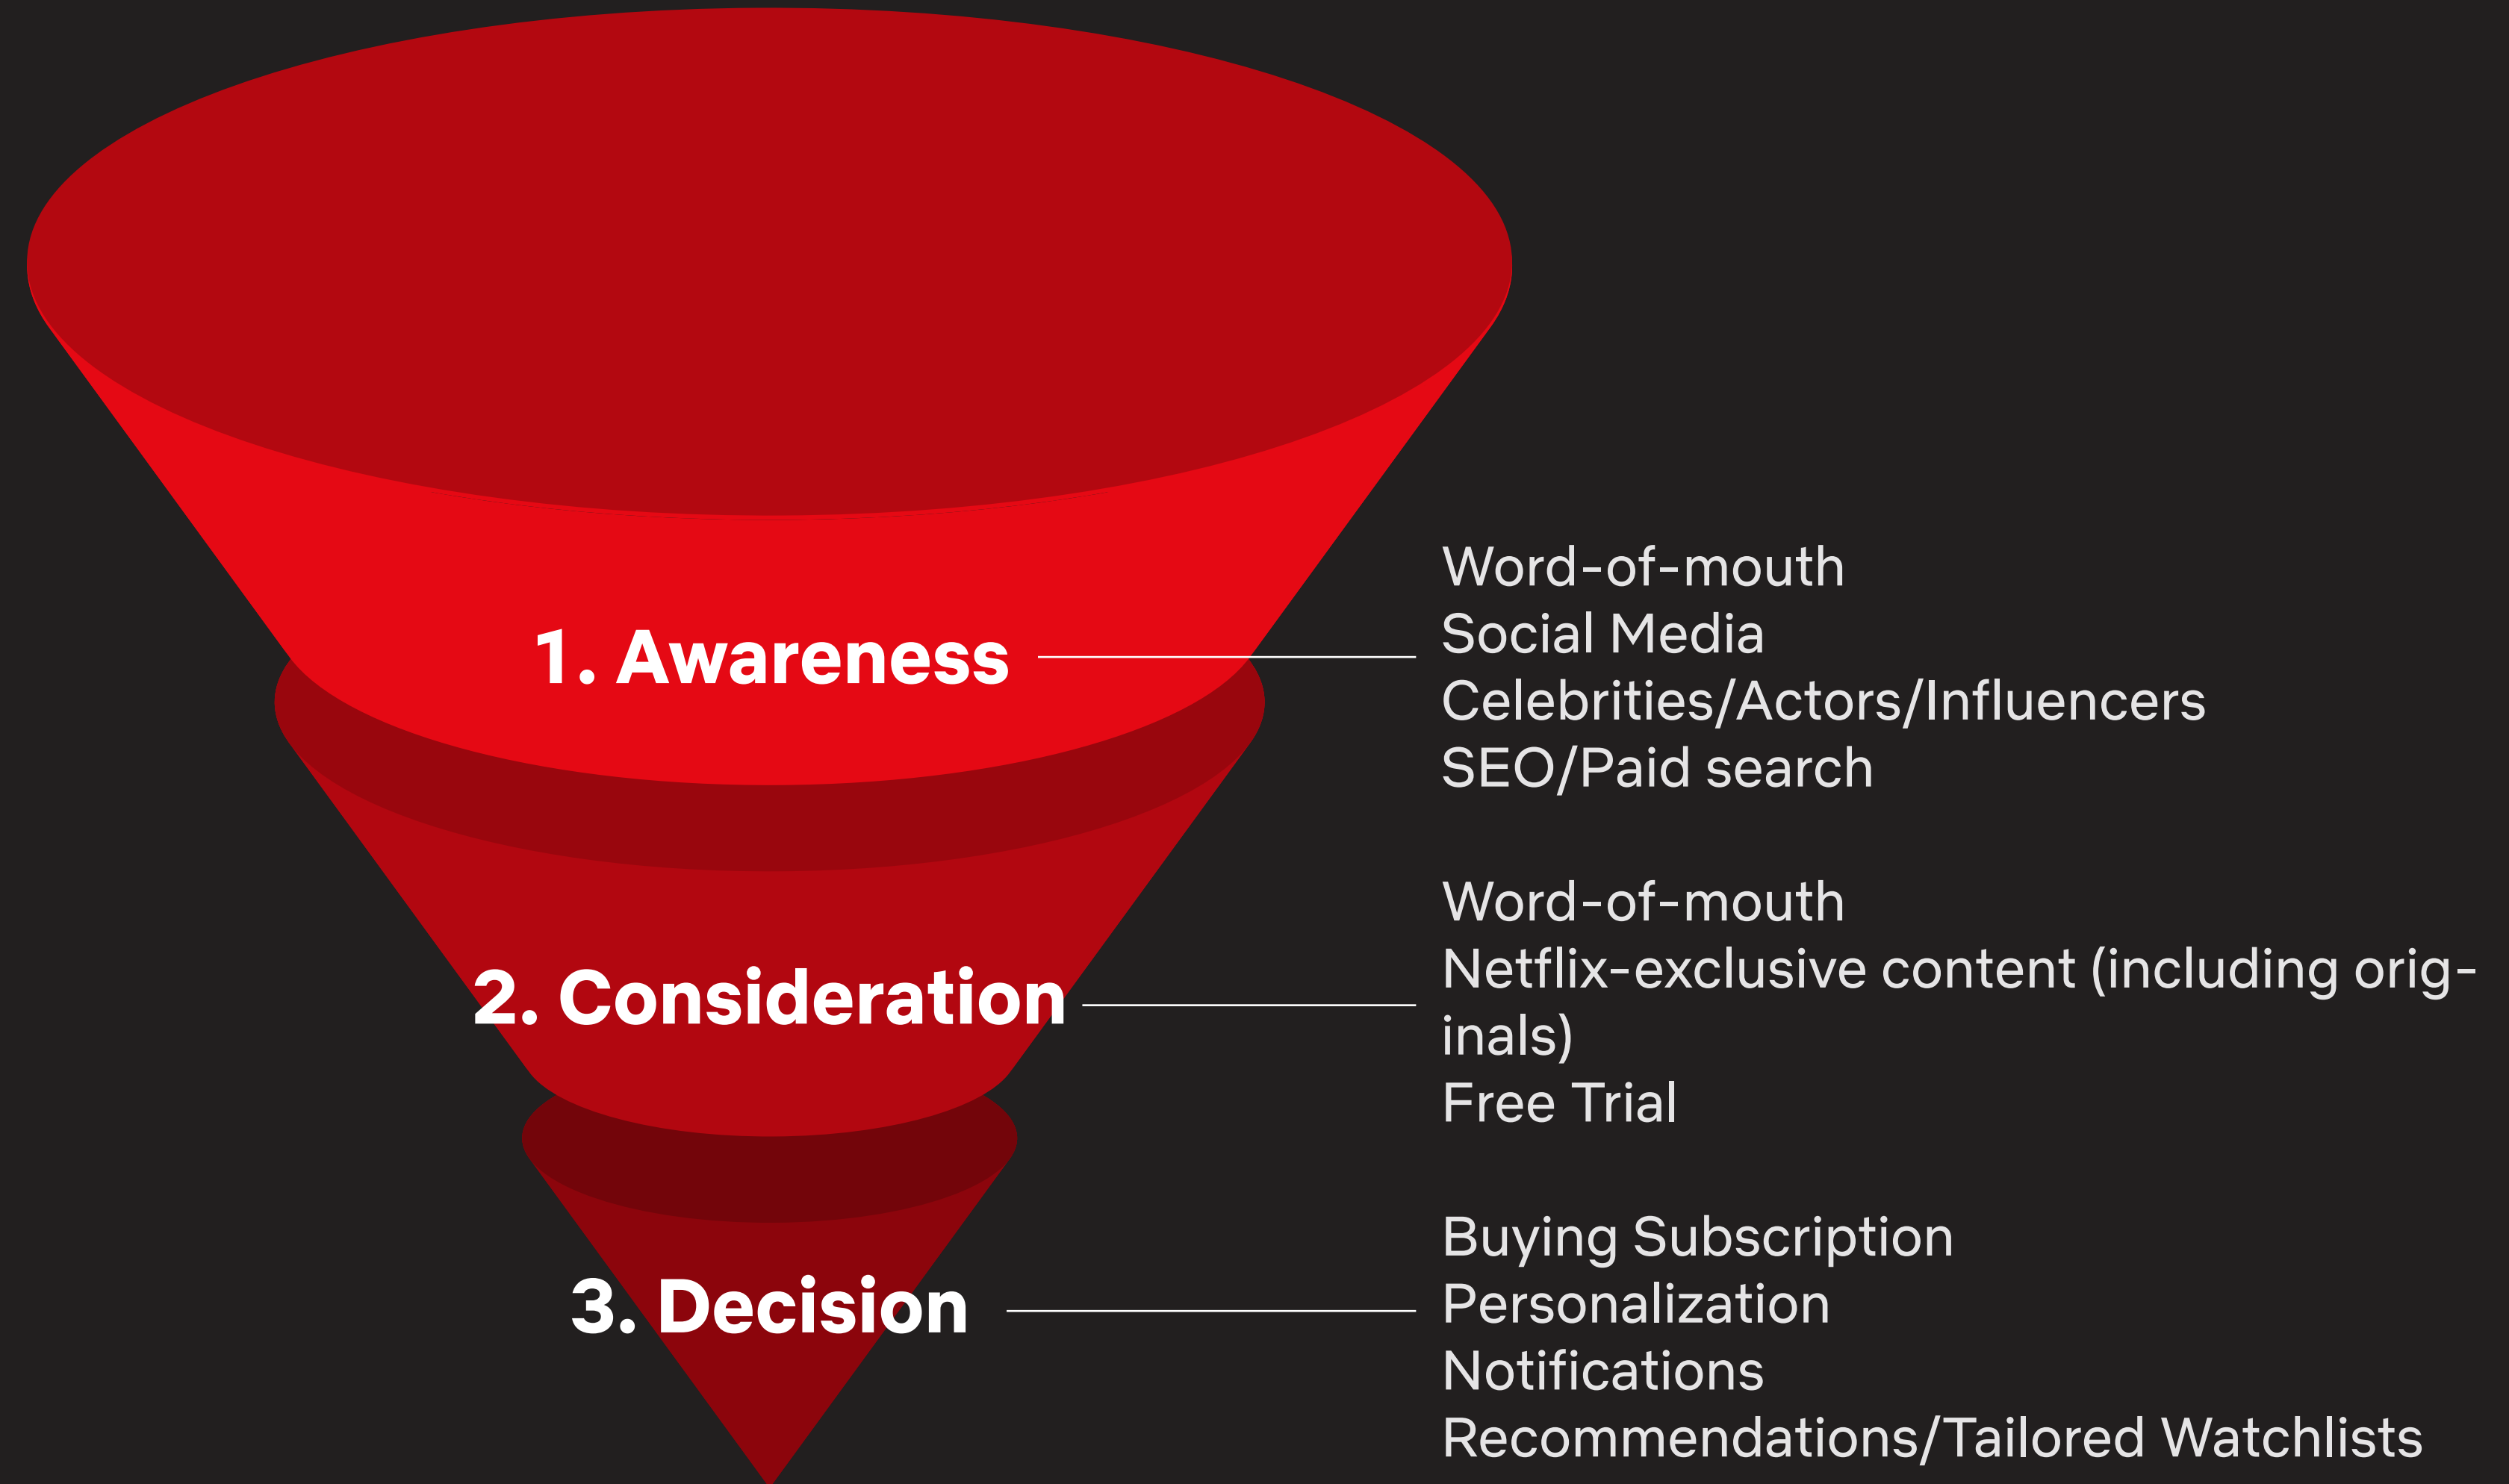 1. Awareness
Word-of-mouth
Social Media
Celebrities/Actors/Influencers
SEO/Paid search
2. Consideration
Word-of-mouth
Netflix-exclusive content (including orig-
inals)
Free Trial
3. Decision
Buying Subscription
Personalization
Notifications
Recommendations/Tailored Watchlists